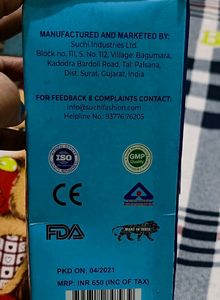 MANUFACTURED AND MARKETED BY:
Suchi Industries Ltd.
Block no. 111, S. No. 112, Village: Bagumara,
Kadodra Bardoli Road, Tal: Palsana,
Dist. Surat, Gujarat, India
FOR FEEDBACK & COMPLAINTS CONTACT:
info@suchifashion.com
Helpline No.: 93776 76205
ISO
GMP
Quality
CE
FDA
MAKE IN INDIA
PKD ON: 04/2021
MRP: INR 650 (INC OF TAX)